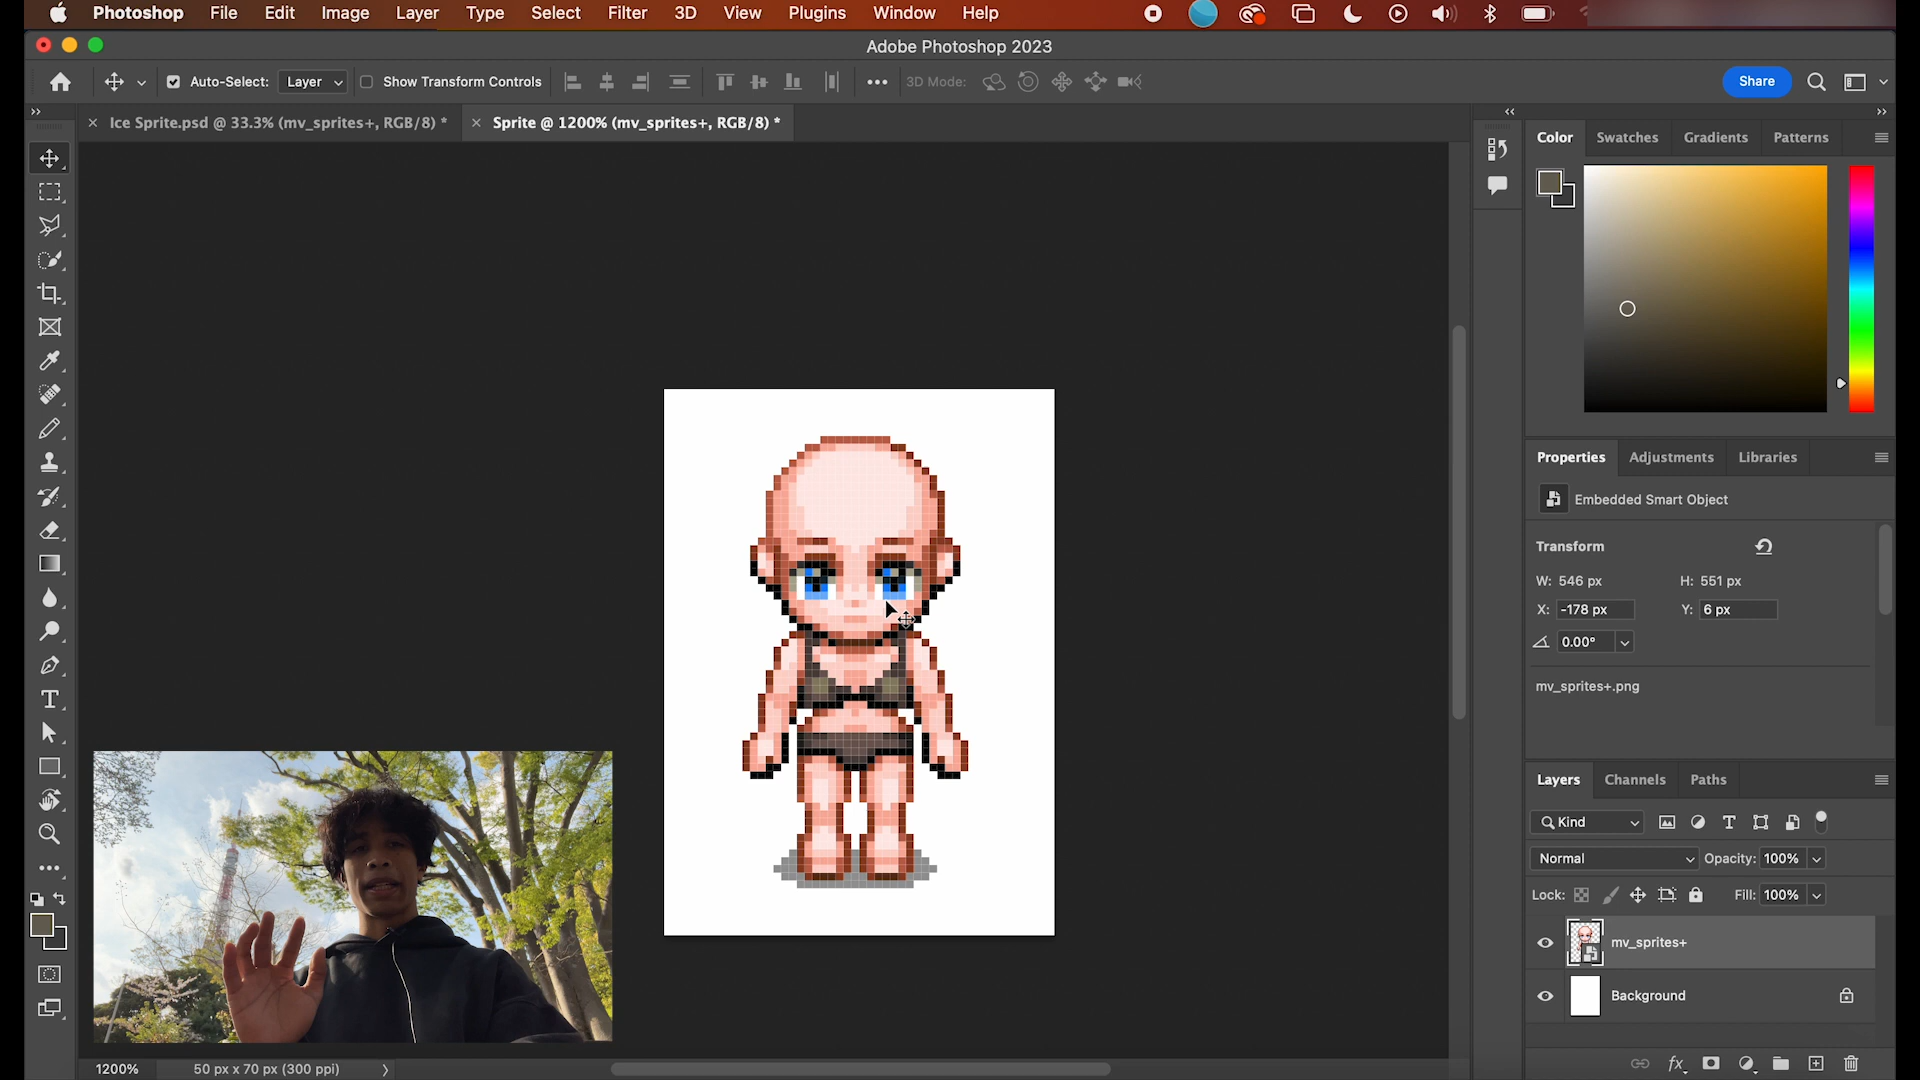 Photoshop File Edit Image Layer Type Select Filter 3D View Plugins Window Help
Adobe Photoshop 2023
Auto-Select: Layer Show Transform Controls 3D Mode: Share
Ice Sprite.psd @ 33.3% (mv_sprites+, RGB/8) * Sprite @ 1200% (mv_sprites+, RGB/8) *
Color Swatches Gradients Patterns
Properties Adjustments Libraries
Embedded Smart Object
Transform
W: 546 px H: 551 px
X: -178 px Y: 6 px
0.00°
mv_sprites+.png
Layers Channels Paths
Kind
Normal Opacity: 100%
Lock: Fill: 100%
mv_sprites+
Background
1200% 50 px x 70 px (300 ppi)